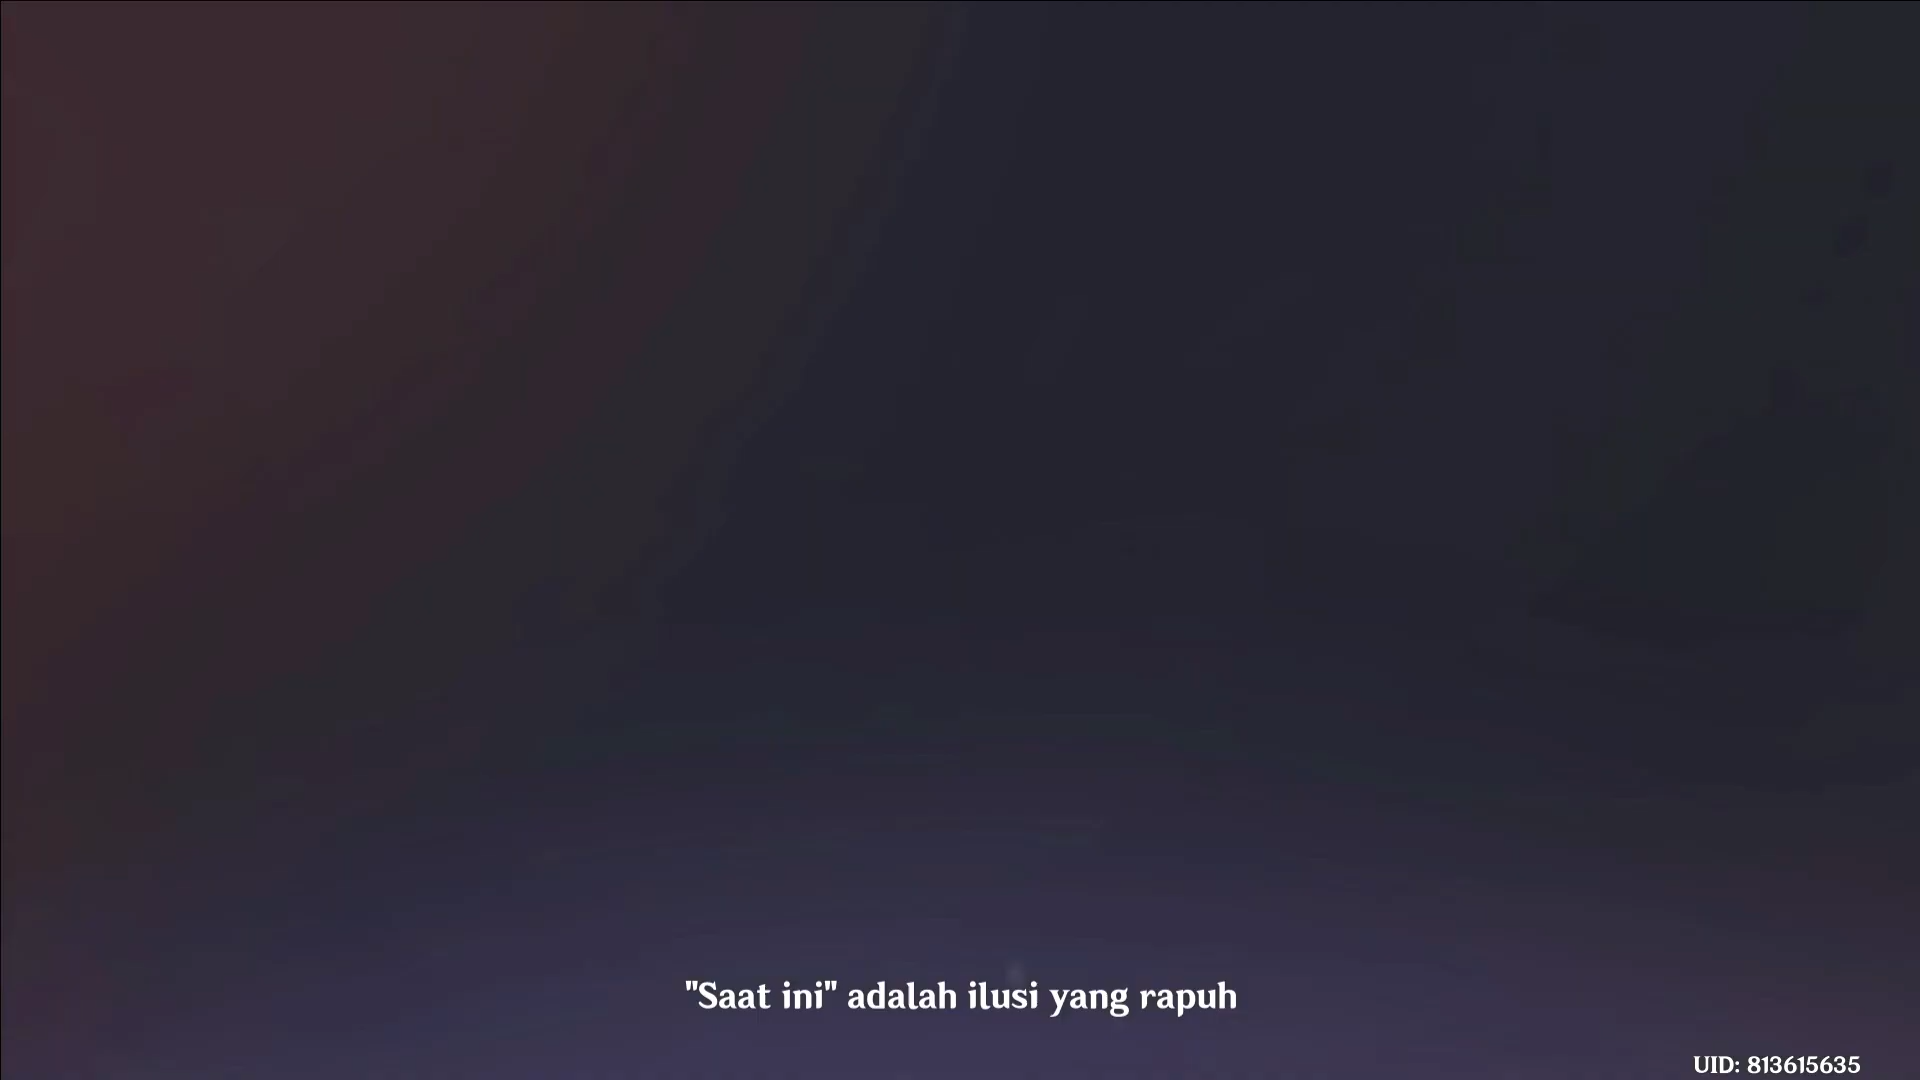 "Saat ini" adalah ilusi yang rapuh
UID: 813615635